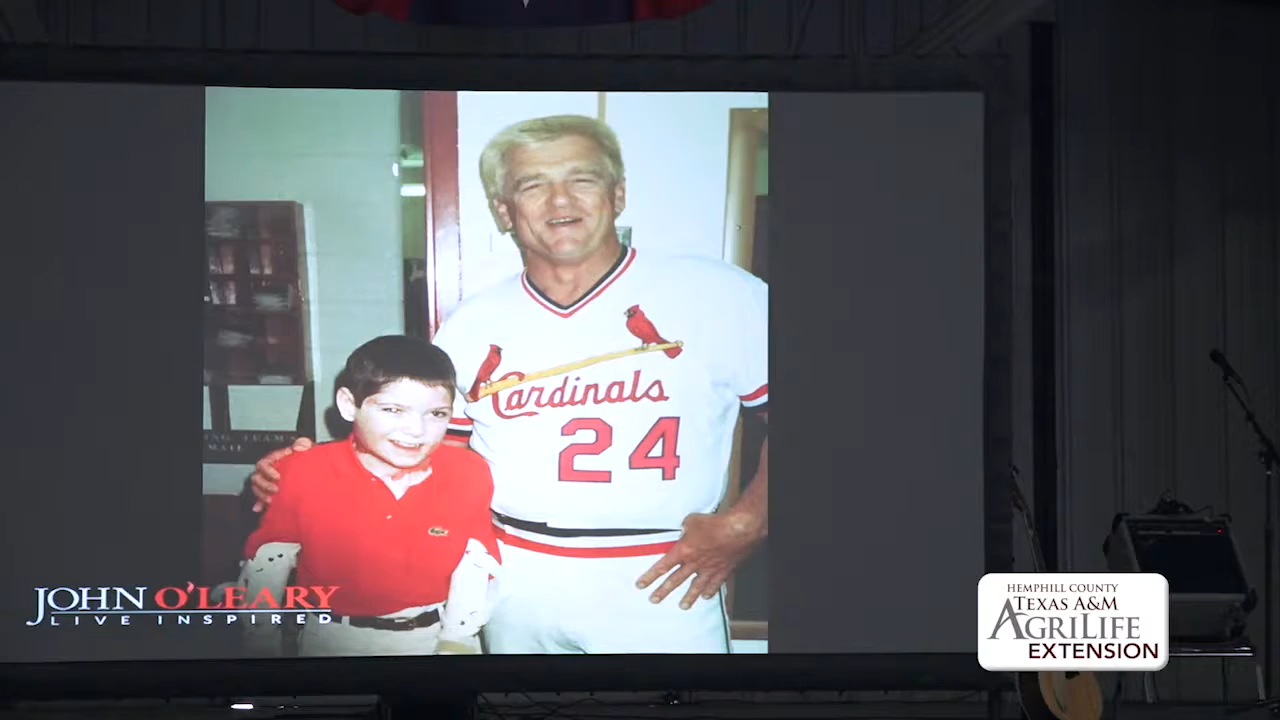 Cardinals
24
JOHN O'LEARY
LIVE INSPIRED
HEMPHILL COUNTY
TEXAS A&M
AGRILIFE
EXTENSION